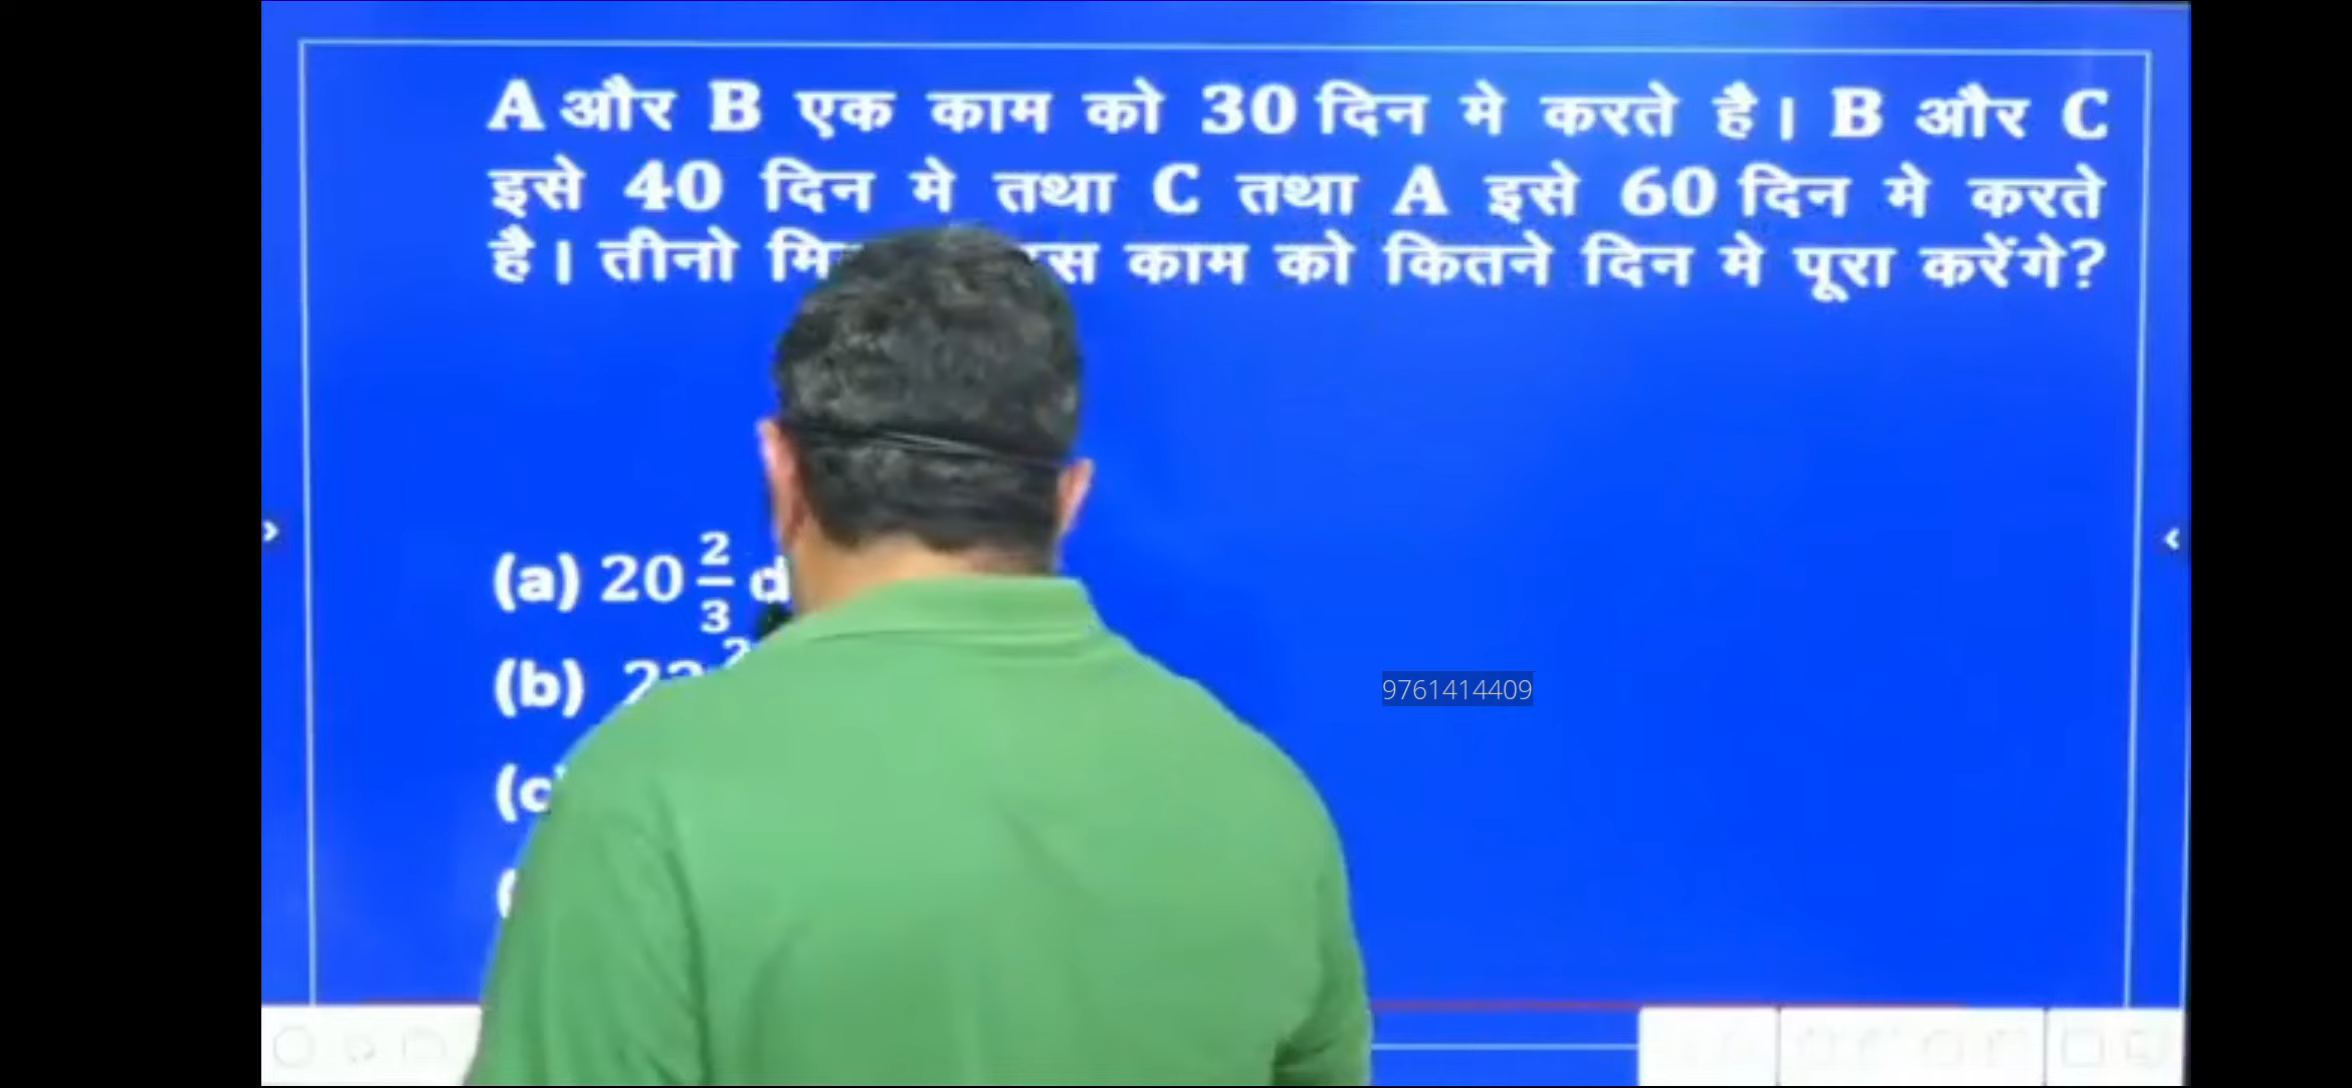 A और B एक काम को 30 दिन मे करते है। B और C
इसे 40 दिन मे तथा C तथा A इसे 60 दिन मे करते
है। तीनो काम को कितने दिन मे पूरा करेंगे?
(a) 20 2/3
(b)
9761414409